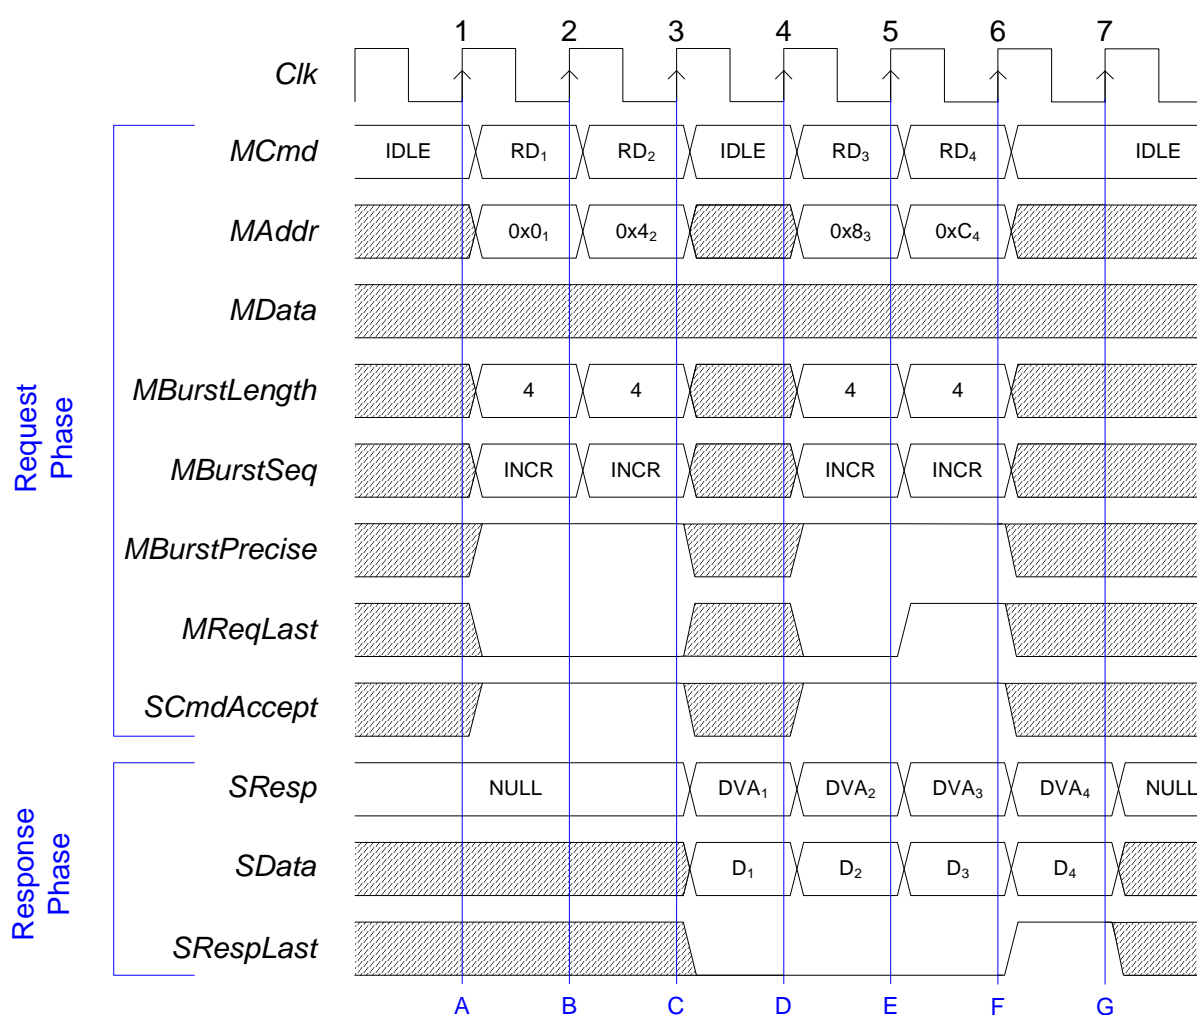 1 2 3 4 5 6 7
Clk
MCmd IDLE RD₁ RD₂ IDLE RD₃ RD₄ IDLE
MAddr 0x0₁ 0x4₂ 0x8₃ 0xC₄
MData
MBurstLength 4 4 4 4
MBurstSeq INCR INCR INCR INCR
MBurstPrecise
MReqLast
SCmdAccept
Request
Phase
SResp NULL DVA₁ DVA₂ DVA₃ DVA₄ NULL
SData D₁ D₂ D₃ D₄
SRespLast
Response
Phase
A B C D E F G